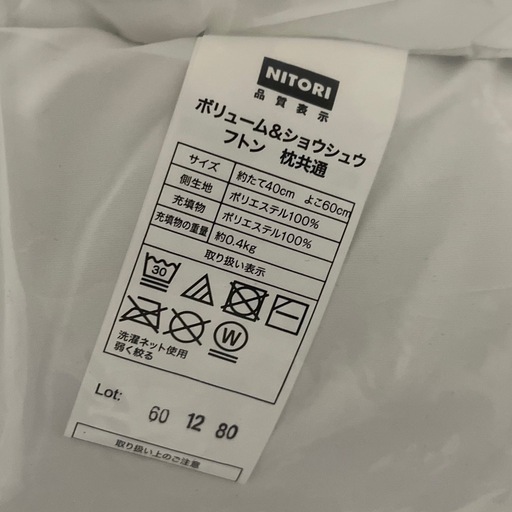 NITORI
品質表示
ボリューム&ショウシュウ
フトン 枕共通
サイズ 約たて40cm よこ60cm
側生地 ポリエステル100%
充填物 ポリエステル100%
充填物の重量 約0.4kg
取り扱い表示
30
W
洗濯ネット使用
弱く絞る
Lot:
60 12 80
取り扱い上のご注意